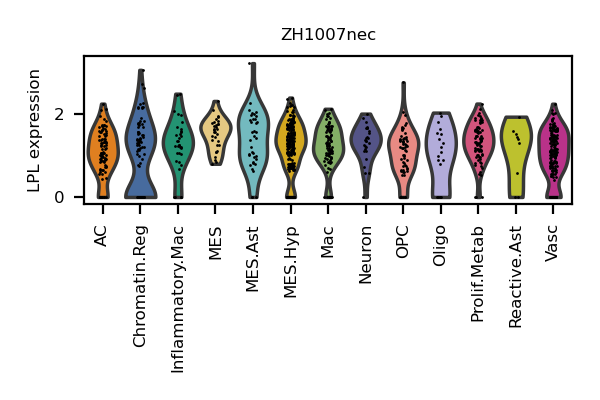 ZH1007nec
LPL expression
2
0
AC
Chromatin.Reg
Inflammatory.Mac
MES
MES.Ast
MES.Hyp
Mac
Neuron
OPC
Oligo
Prolif.Metab
Reactive.Ast
Vasc